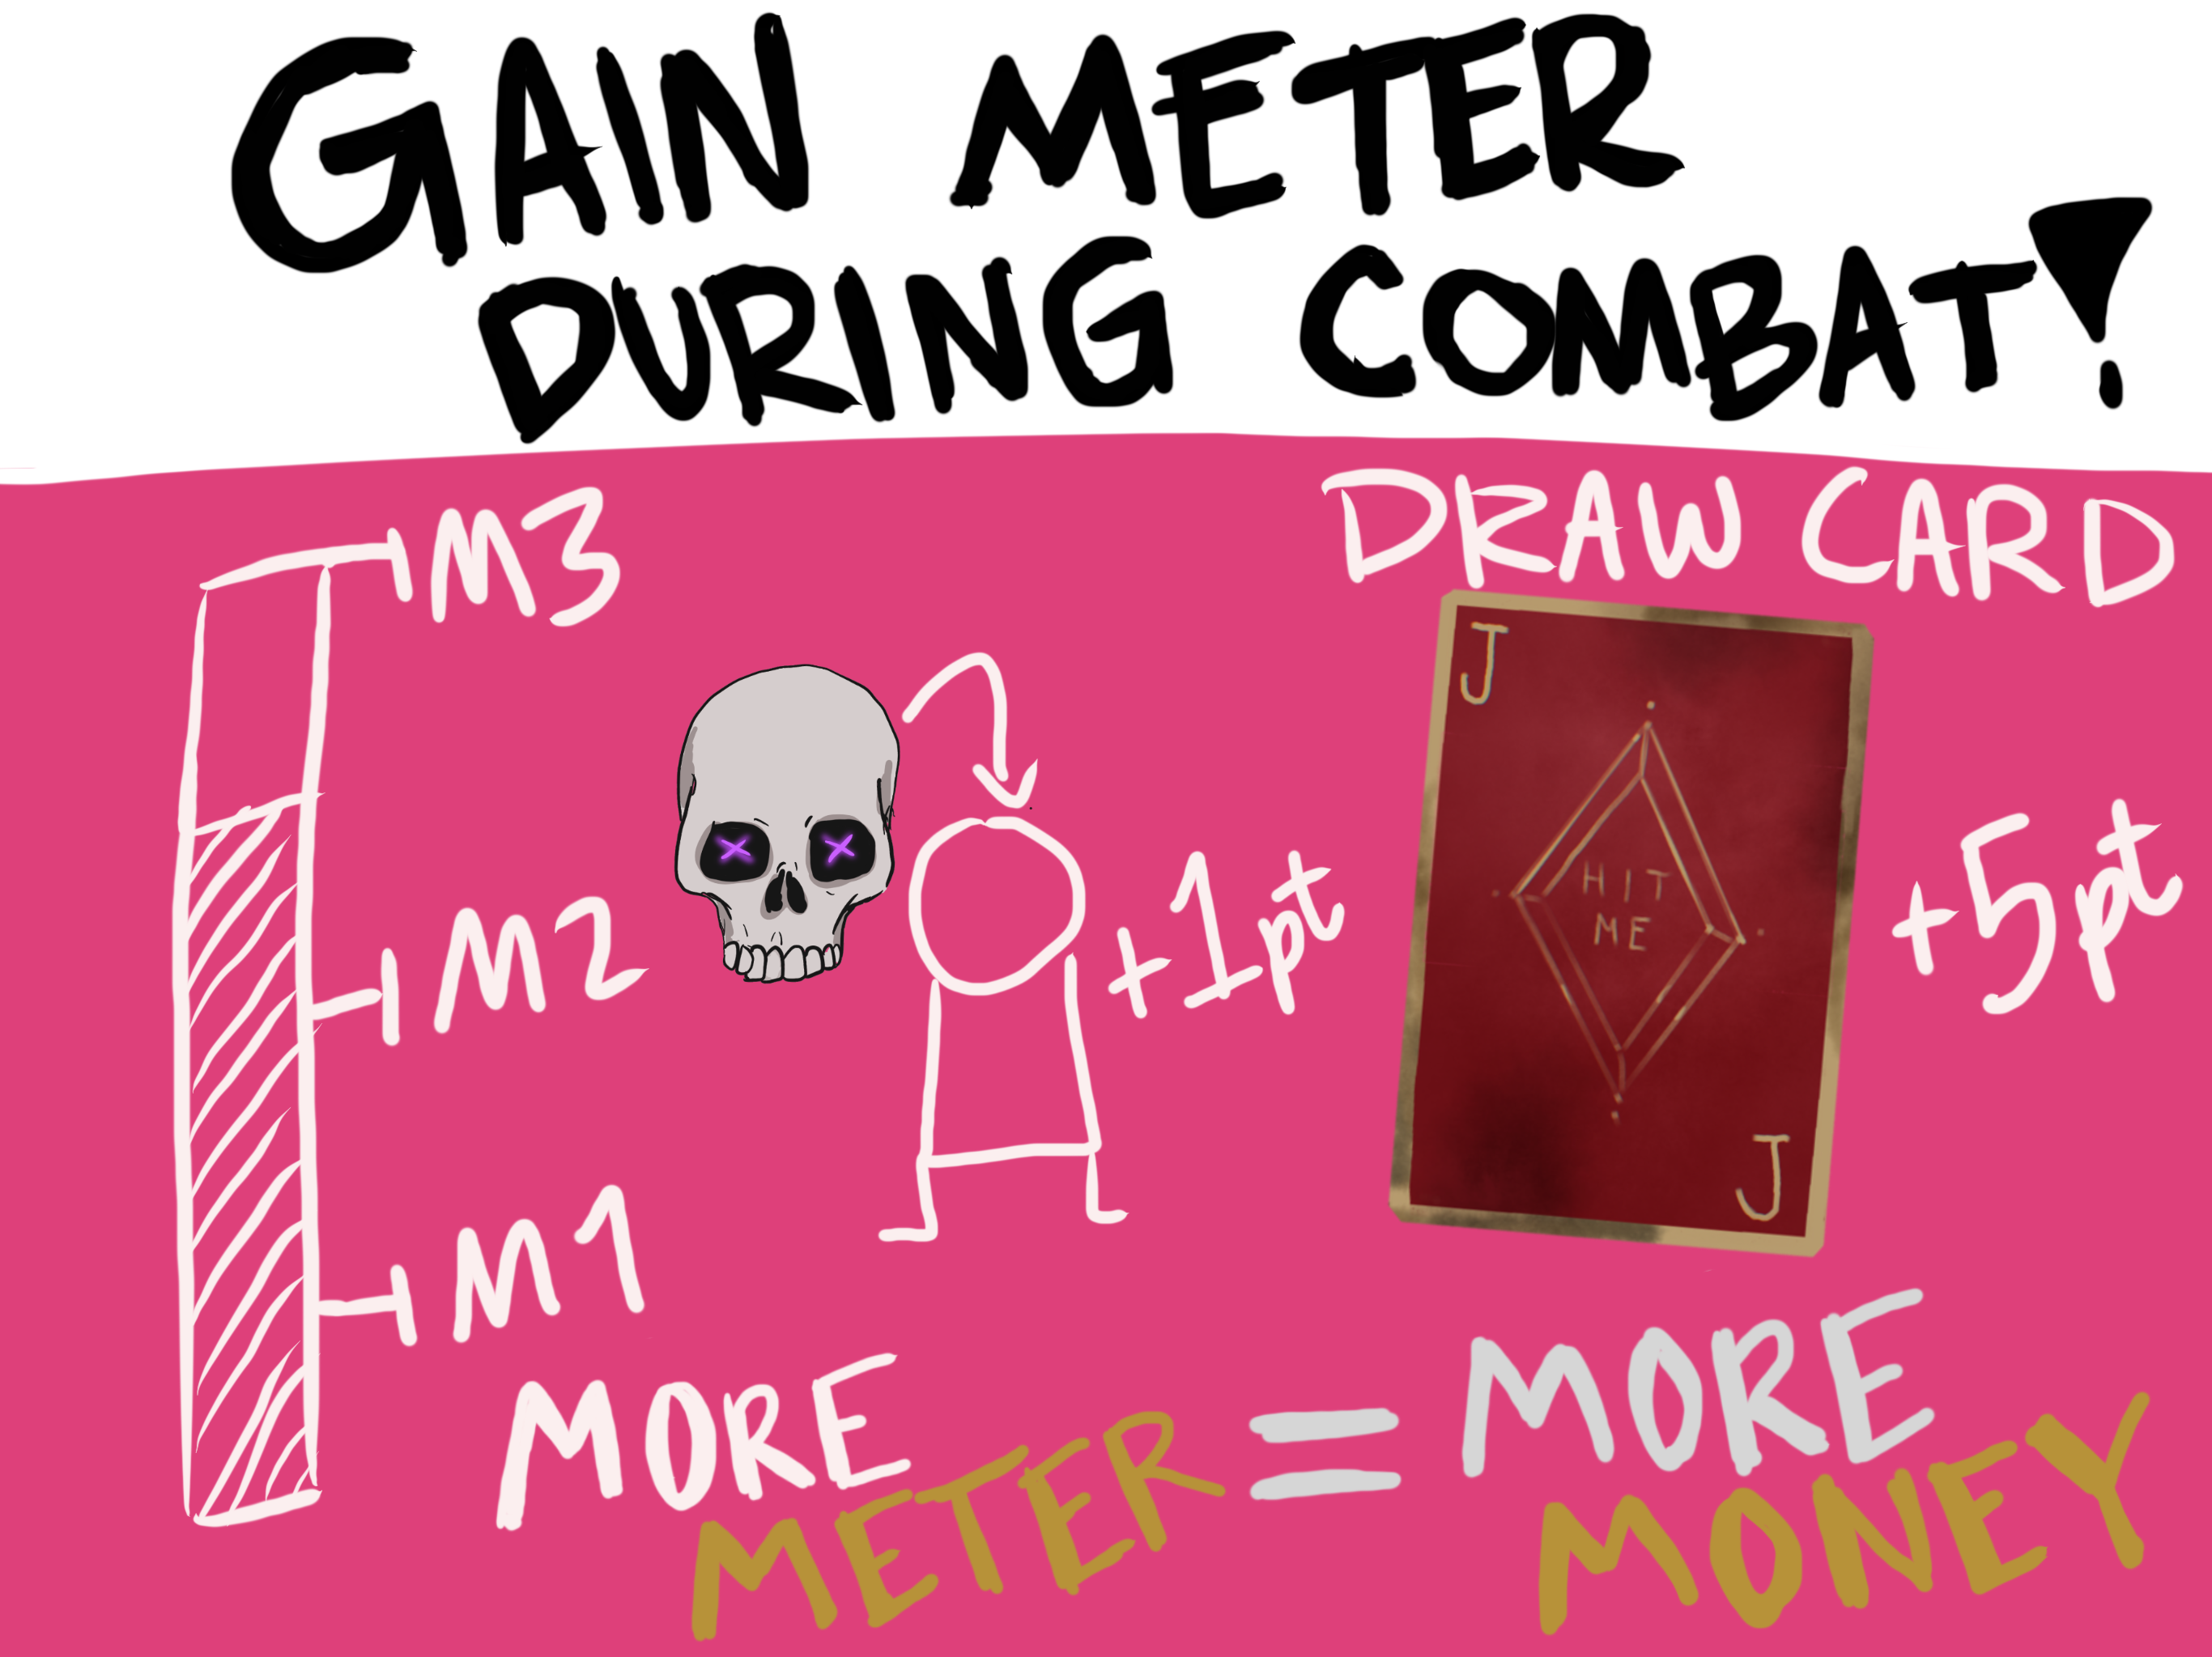 GAIN METER
DURING COMBAT!
M3
DRAW CARD
J
HIT
ME
+5pt
+1pt
M2
J
M1
MORE
METER
=
MORE
MONEY